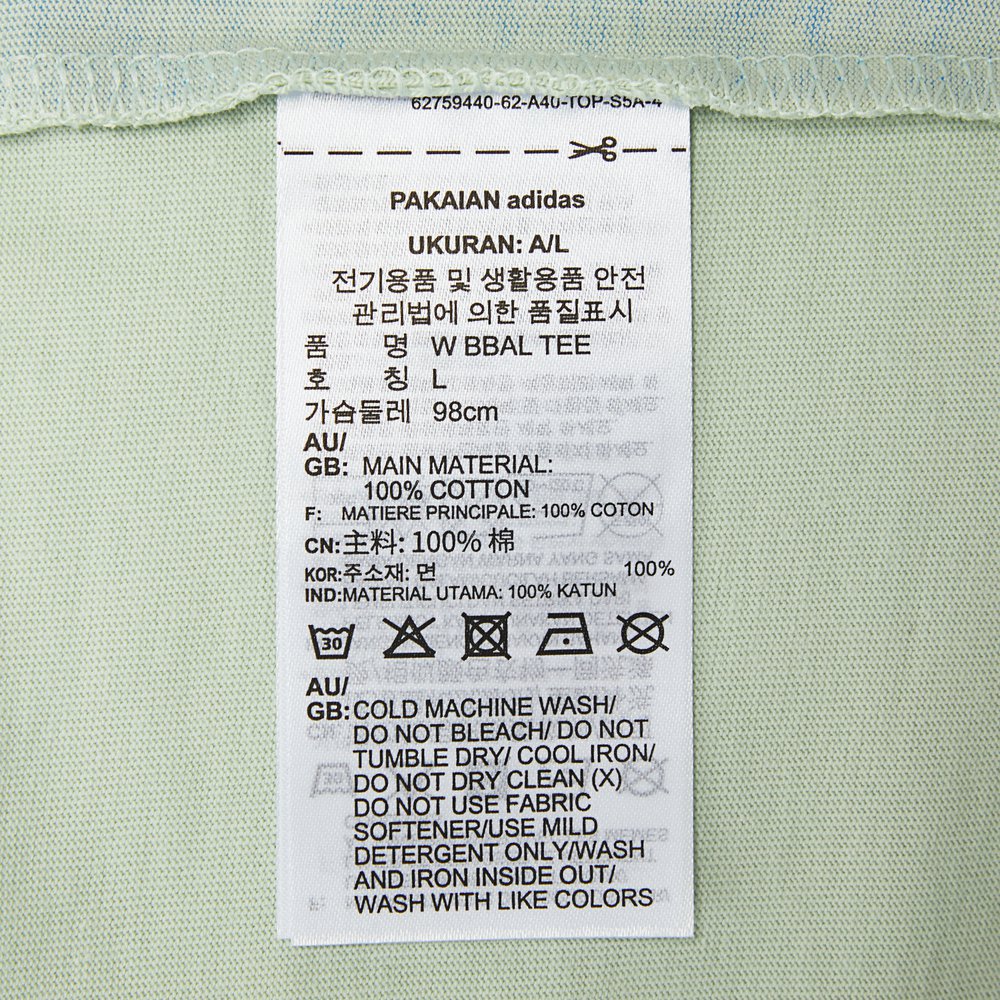 62759440-62-A40-TOP-S5A-4
PAKAIAN adidas
UKURAN: A/L
전기용품 및 생활용품 안전
관리법에 의한 품질표시
품 명 W BBAL TEE
호 칭 L
가슴둘레 98cm
AU/
GB: MAIN MATERIAL:
100% COTTON
F: MATIERE PRINCIPALE: 100% COTON
CN:主料: 100% 棉
KOR:주소재: 면 100%
IND:MATERIAL UTAMA: 100% KATUN
30
AU/
GB:COLD MACHINE WASH/
DO NOT BLEACH/ DO NOT
TUMBLE DRY/ COOL IRON/
DO NOT DRY CLEAN (X)
DO NOT USE FABRIC
SOFTENER/USE MILD
DETERGENT ONLY/WASH
AND IRON INSIDE OUT/
WASH WITH LIKE COLORS